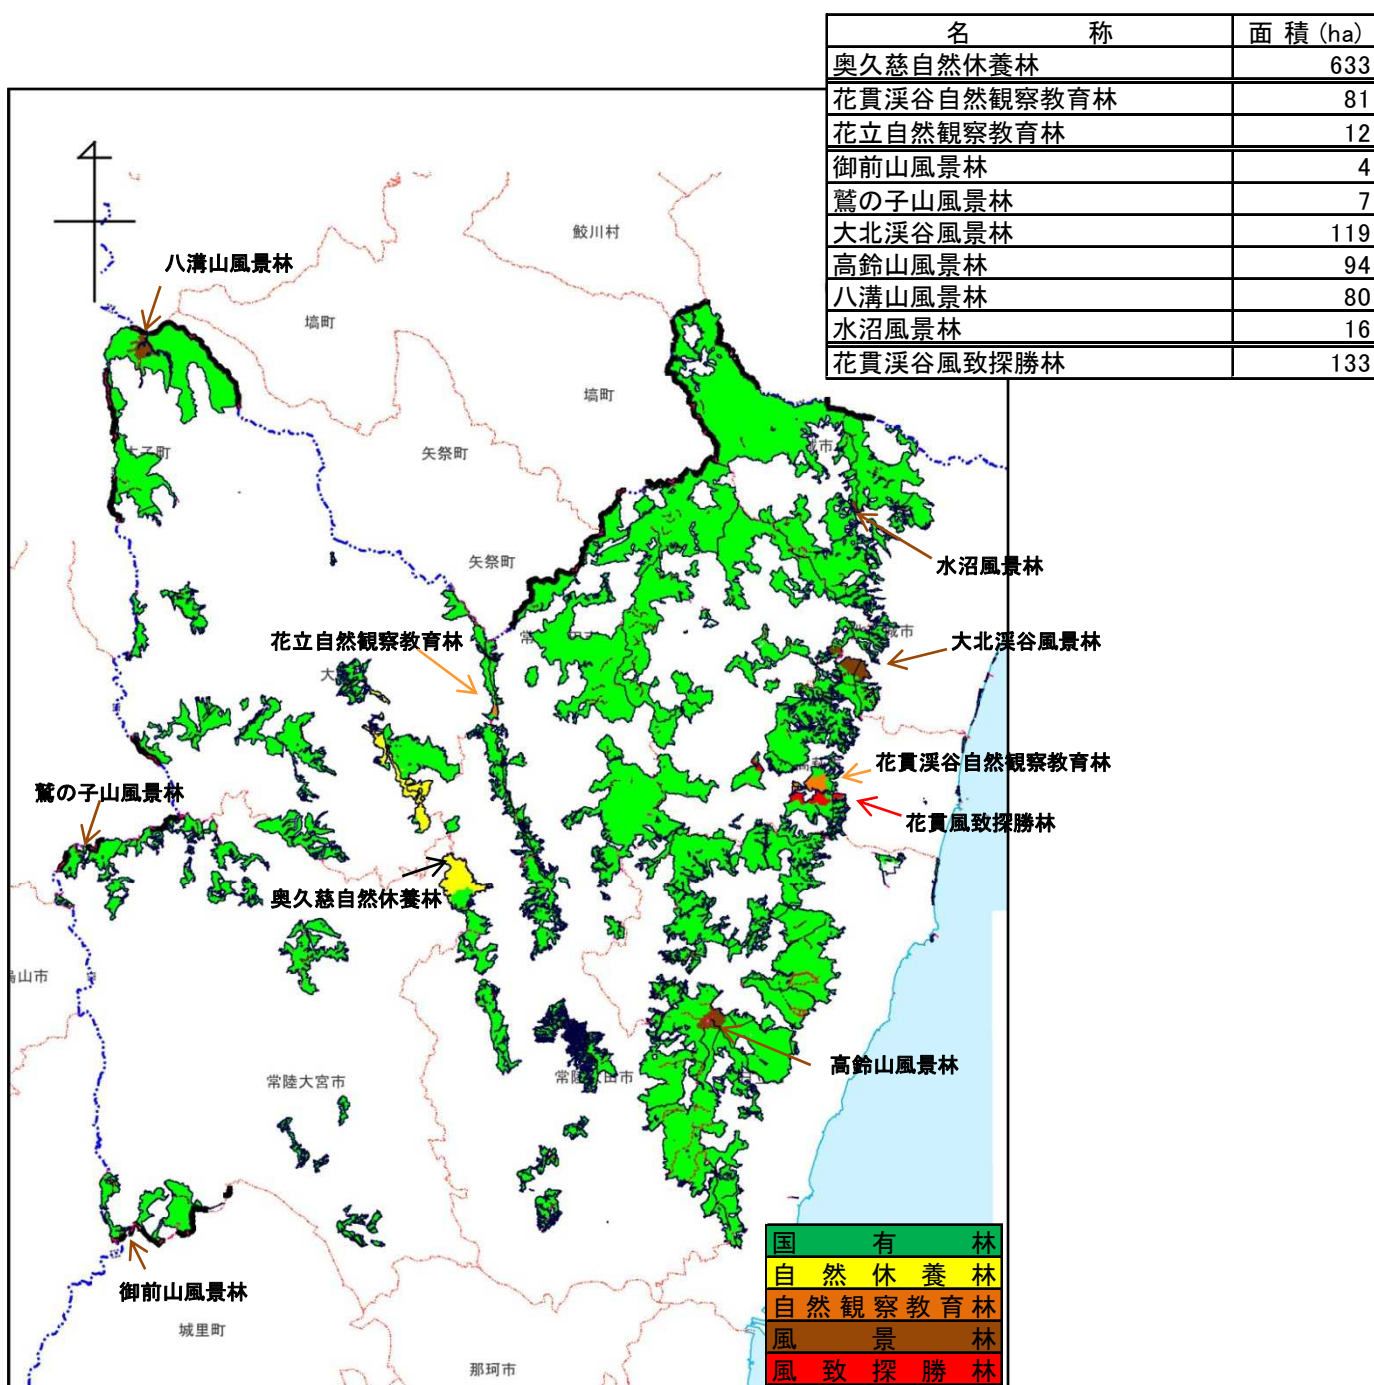 名 称 面 積 (ha)
奥久慈自然休養林 633
花貫渓谷自然観察教育林 81
花立自然観察教育林 12
御前山風景林 4
鷲の子山風景林 7
大北渓谷風景林 119
高鈴山風景林 94
八溝山風景林 80
水沼風景林 16
花貫渓谷風致探勝林 133
鮫川村
八溝山風景林
塙町
塙町
矢祭町
矢祭町
水沼風景林
花立自然観察教育林
城市
大北渓谷風景林
花貫渓谷自然観察教育林
鷲の子山風景林
花貫風致探勝林
奥久慈自然休養林
烏山市
高鈴山風景林
常陸大宮市
御前山風景林
城里町
那珂市
国 有 林
自 然 休 養 林
自 然 観 察 教 育 林
風 景 林
風 致 探 勝 林